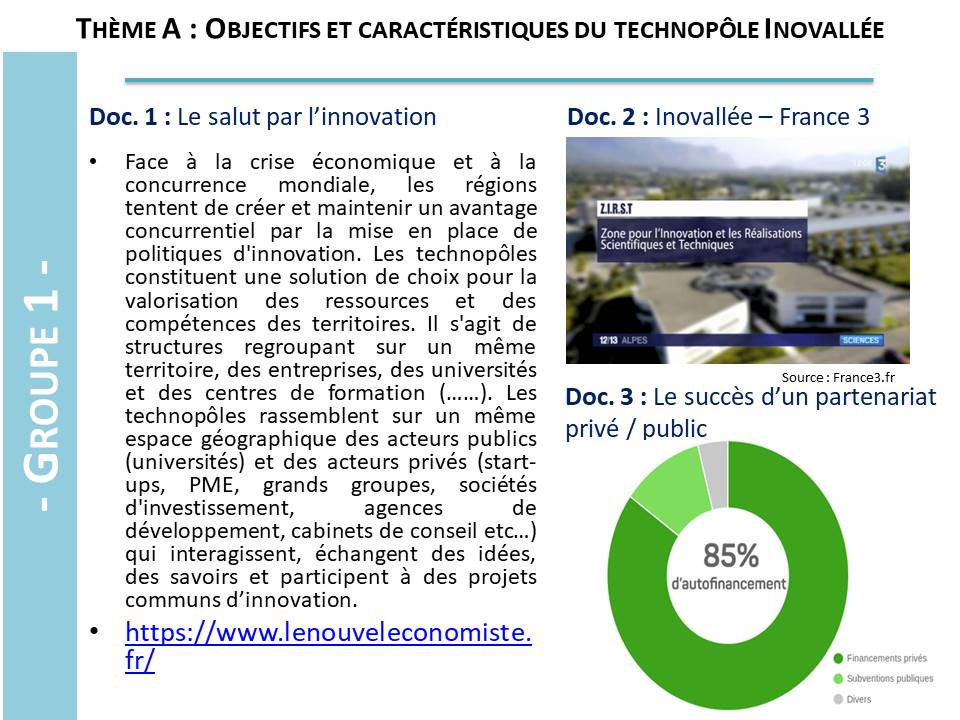 THÈME A : OBJECTIFS ET CARACTÉRISTIQUES DU TECHNOPÔLE INOVALLÉE
- GROUPE 1 -
Doc. 1 : Le salut par l’innovation
• Face à la crise économique et à la
concurrence mondiale, les régions
tentent de créer et maintenir un avantage
concurrentiel par la mise en place de
politiques d'innovation. Les technopôles
constituent une solution de choix pour la
valorisation des ressources et des
compétences des territoires. Il s'agit de
structures regroupant sur un même
territoire, des entreprises, des universités
et des centres de formation (……). Les
technopôles rassemblent sur un même
espace géographique des acteurs publics
(universités) et des acteurs privés (start-
ups, PME, grands groupes, sociétés
d'investissement, agences de
développement, cabinets de conseil etc…)
qui interagissent, échangent des idées,
des savoirs et participent à des projets
communs d’innovation.
• https://www.lenouveleconomiste.
fr/
Doc. 2 : Inovallée – France 3
3
Z.I.R.S.T
Zone pour l’Innovation et les Réalisations
Scientifiques et Techniques
12/13 ALPES
SCIENCES
Source : France3.fr
Doc. 3 : Le succès d’un partenariat
privé / public
85%
d’autofinancement
Financements privés
Subventions publiques
Divers